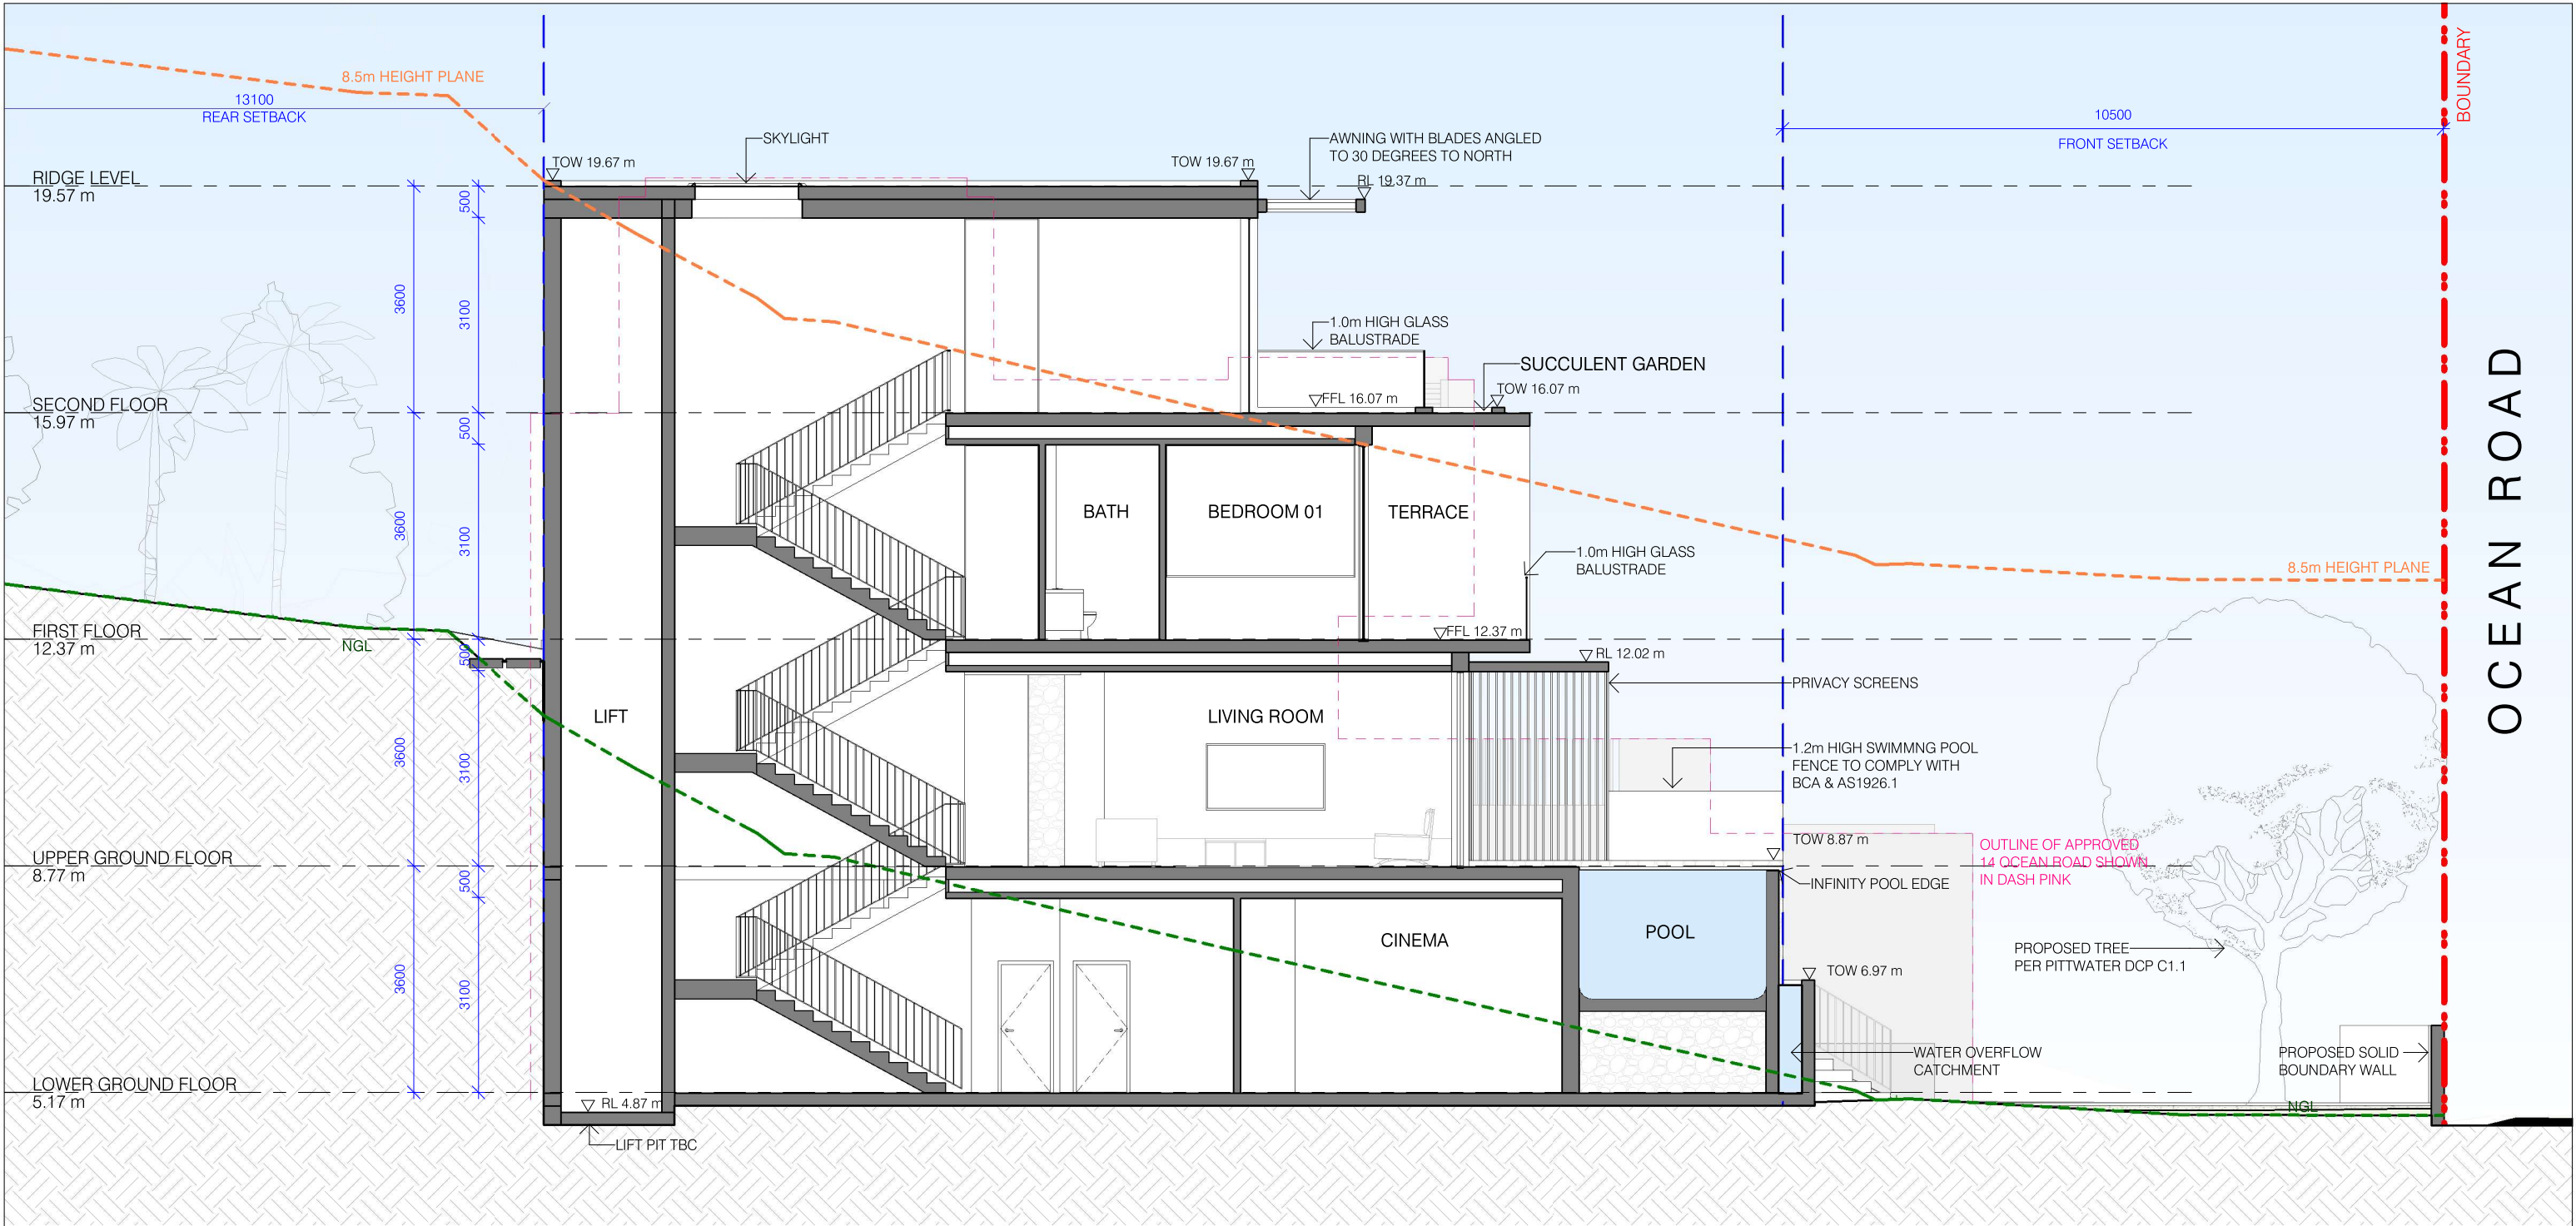 8.5m HEIGHT PLANE
13100
REAR SETBACK
BOUNDARY
10500
FRONT SETBACK
SKYLIGHT
AWNING WITH BLADES ANGLED
TO 30 DEGREES TO NORTH
TOW 19.67 m
TOW 19.67 m
RL 19.37 m
RIDGE LEVEL
19.57 m
500
3600
3100
1.0m HIGH GLASS
BALUSTRADE
SUCCULENT GARDEN
TOW 16.07 m
FFL 16.07 m
SECOND FLOOR
15.97 m
500
3600
3100
BATH
BEDROOM 01
TERRACE
1.0m HIGH GLASS
BALUSTRADE
8.5m HEIGHT PLANE
OCEAN ROAD
FIRST FLOOR
12.37 m
NGL
FFL 12.37 m
500
RL 12.02 m
PRIVACY SCREENS
LIFT
LIVING ROOM
3600
3100
1.2m HIGH SWIMMNG POOL
FENCE TO COMPLY WITH
BCA & AS1926.1
TOW 8.87 m
OUTLINE OF APPROVED
14 OCEAN ROAD SHOWN
IN DASH PINK
UPPER GROUND FLOOR
8.77 m
500
INFINITY POOL EDGE
CINEMA
POOL
PROPOSED TREE
PER PITTWATER DCP C1.1
TOW 6.97 m
3600
3100
WATER OVERFLOW
CATCHMENT
PROPOSED SOLID
BOUNDARY WALL
LOWER GROUND FLOOR
5.17 m
RL 4.87 m
NGL
LIFT PIT TBC